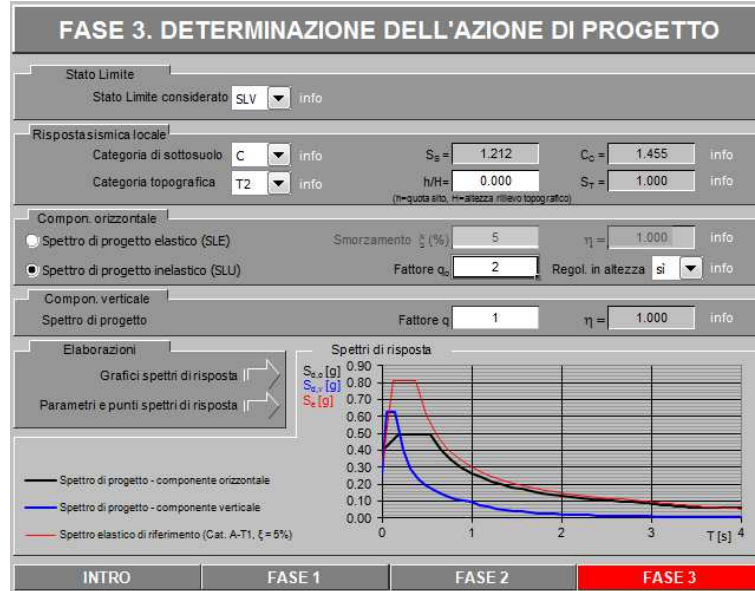 FASE 3. DETERMINAZIONE DELL'AZIONE DI PROGETTO
Stato Limite
Stato Limite considerato SLV info
Risposta sismica locale
Categoria di sottosuolo C info SS = 1.212 CC = 1.455 info
Categoria topografica T2 info h/H= 0.000 ST = 1.000 info
(h=quota sito, H=altezza rilievo topografico)
Compon. orizzontale
Spettro di progetto elastico (SLE) Smorzamento ξ (%) 5 η = 1.000 info
Spettro di progetto inelastico (SLU) Fattore qo 2 Regol. in altezza sì info
Compon. verticale
Spettro di progetto Fattore q 1 η = 1.000 info
Elaborazioni
Grafici spettri di risposta
Parametri e punti spettri di risposta
Spettri di risposta
Sd,o [g]
Sd,v [g]
Se [g]
0.90
0.80
0.70
0.60
0.50
0.40
0.30
0.20
0.10
0.00
0 1 2 3 4
T [s]
Spettro di progetto - componente orizzontale
Spettro di progetto - componente verticale
Spettro elastico di riferimento (Cat. A-T1, ξ = 5%)
INTRO FASE 1 FASE 2 FASE 3